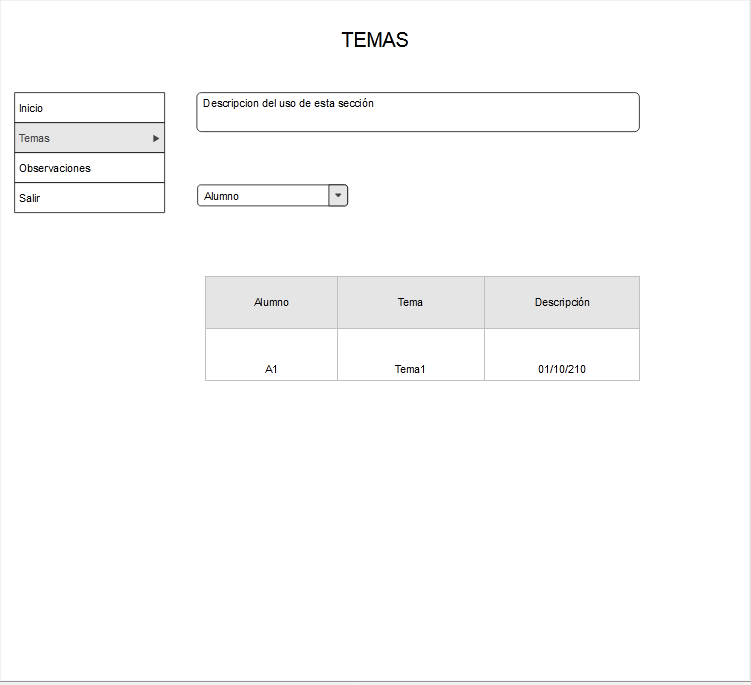 TEMAS
Inicio
Temas
Observaciones
Salir
Descripcion del uso de esta sección
Alumno
Alumno Tema Descripción
A1 Tema1 01/10/210